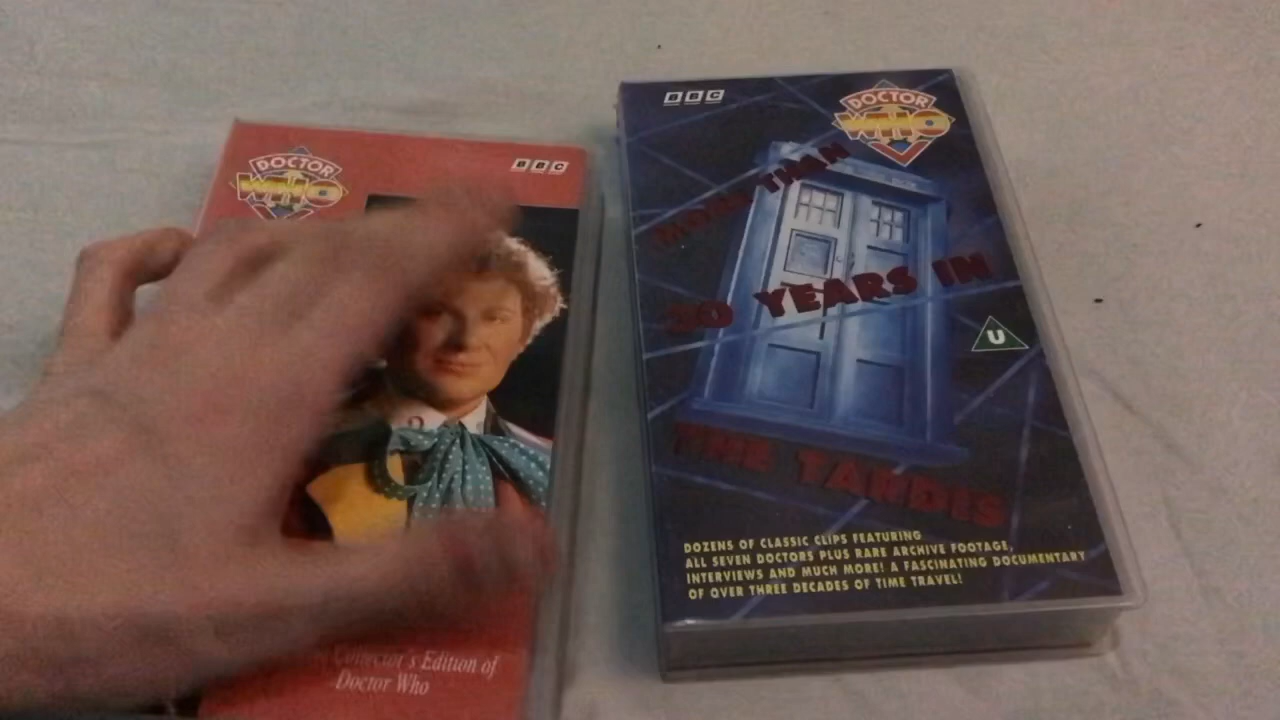 DOCTOR
WHO
BBC
Collector's Edition of
Doctor Who
BBC
DOCTOR
WHO
MORE THAN
30 YEARS IN
THE TARDIS
U
DOZENS OF CLASSIC CLIPS FEATURING
ALL SEVEN DOCTORS PLUS RARE ARCHIVE FOOTAGE,
INTERVIEWS AND MUCH MORE! A FASCINATING DOCUMENTARY
OF OVER THREE DECADES OF TIME TRAVEL!